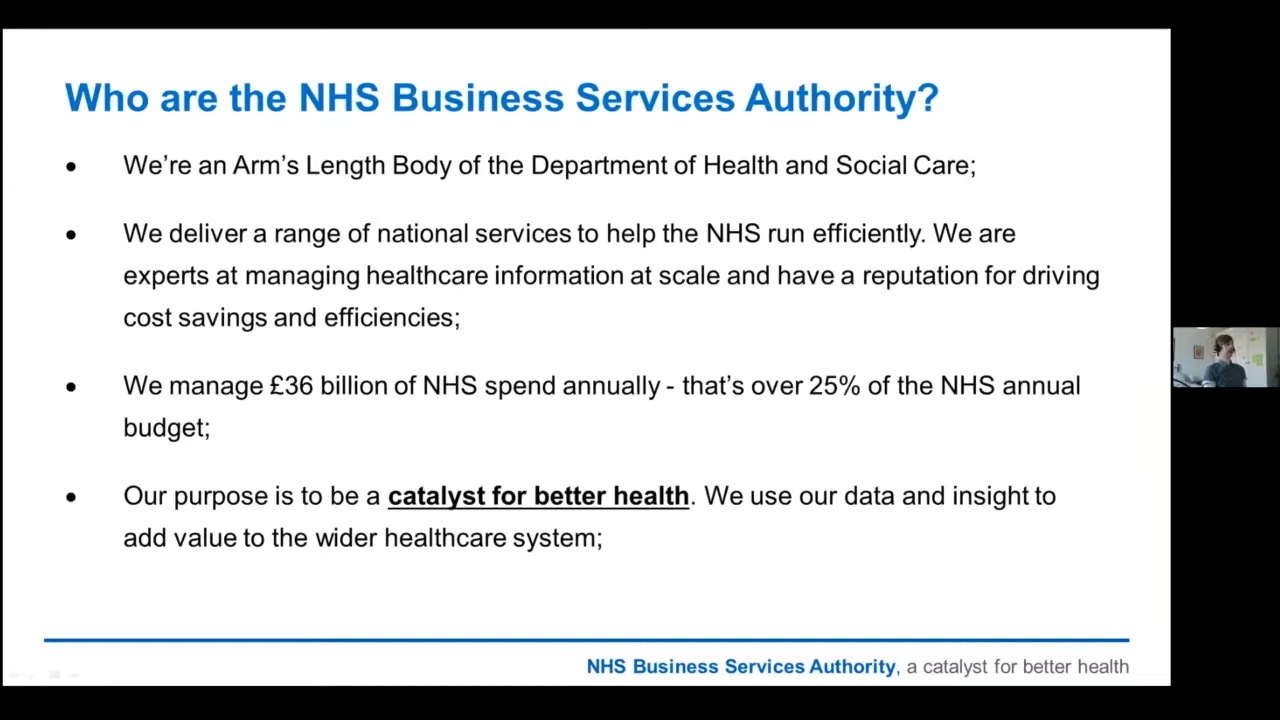 Who are the NHS Business Services Authority?
• We’re an Arm’s Length Body of the Department of Health and Social Care;
• We deliver a range of national services to help the NHS run efficiently. We are
experts at managing healthcare information at scale and have a reputation for driving
cost savings and efficiencies;
• We manage £36 billion of NHS spend annually - that’s over 25% of the NHS annual
budget;
• Our purpose is to be a catalyst for better health. We use our data and insight to
add value to the wider healthcare system;
NHS Business Services Authority, a catalyst for better health